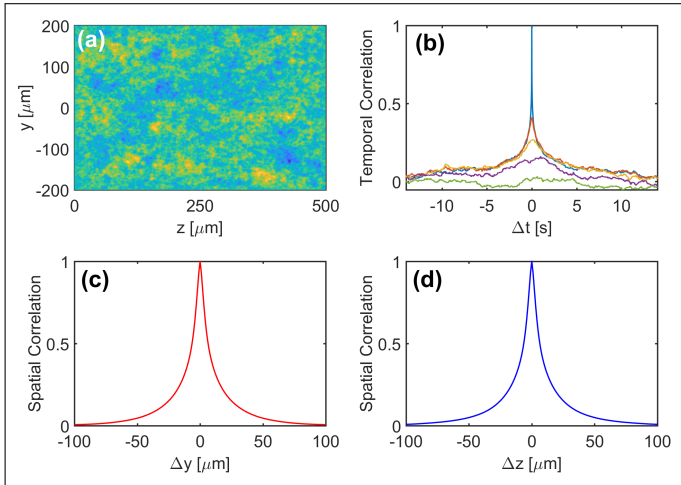 (a)
y [μm]
200
100
0
-100
-200
0
250
500
z [μm]
(b)
Temporal Correlation
1
0.5
0
-10
-5
0
5
10
Δt [s]
(c)
Spatial Correlation
1
0.5
0
-100
-50
0
50
100
Δy [μm]
(d)
Spatial Correlation
1
0.5
0
-100
-50
0
50
100
Δz [μm]